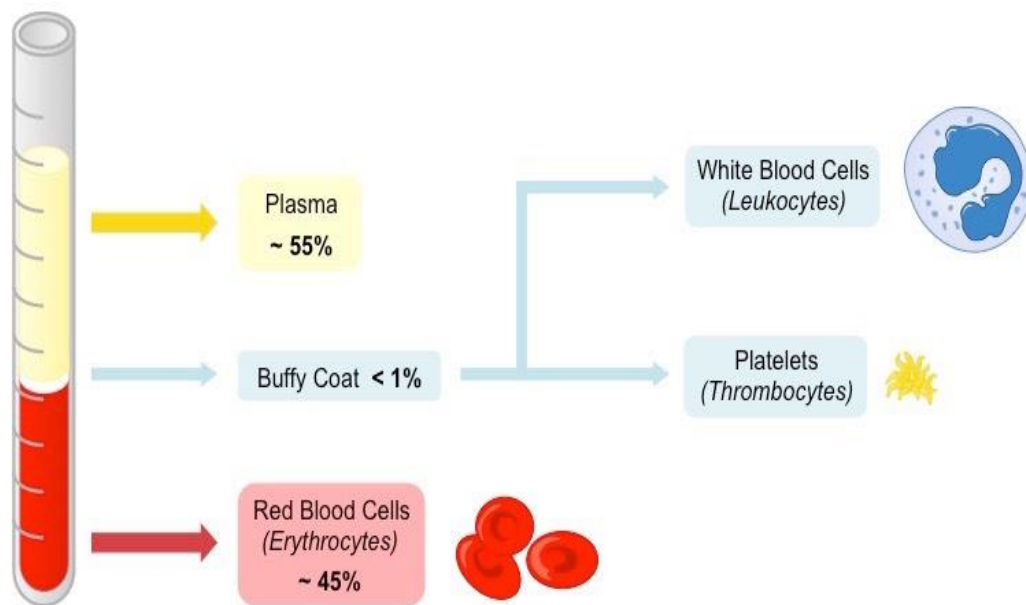 Plasma
~ 55%
Buffy Coat < 1%
Red Blood Cells
(Erythrocytes)
~ 45%
White Blood Cells
(Leukocytes)
Platelets
(Thrombocytes)